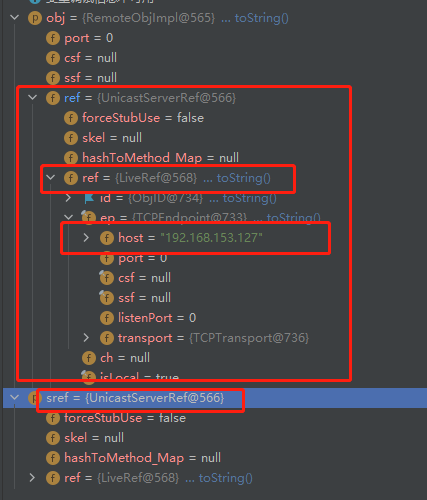 obj = {RemoteObjImpl@565} ... toString()
f port = 0
f csf = null
f ssf = null
f ref = {UnicastServerRef@566}
f forceStubUse = false
f skel = null
f hashToMethod_Map = null
f ref = {LiveRef@568} ... toString()
id = {ObjID@734} ... toString()
f ep = {TCPEndpoint@733} ... toString()
f host = "192.168.153.127"
f port = 0
f csf = null
f ssf = null
f listenPort = 0
f transport = {TCPTransport@736}
f ch = null
f isLocal = true
p sref = {UnicastServerRef@566}
f forceStubUse = false
f skel = null
f hashToMethod_Map = null
f ref = {LiveRef@568} ... toString()